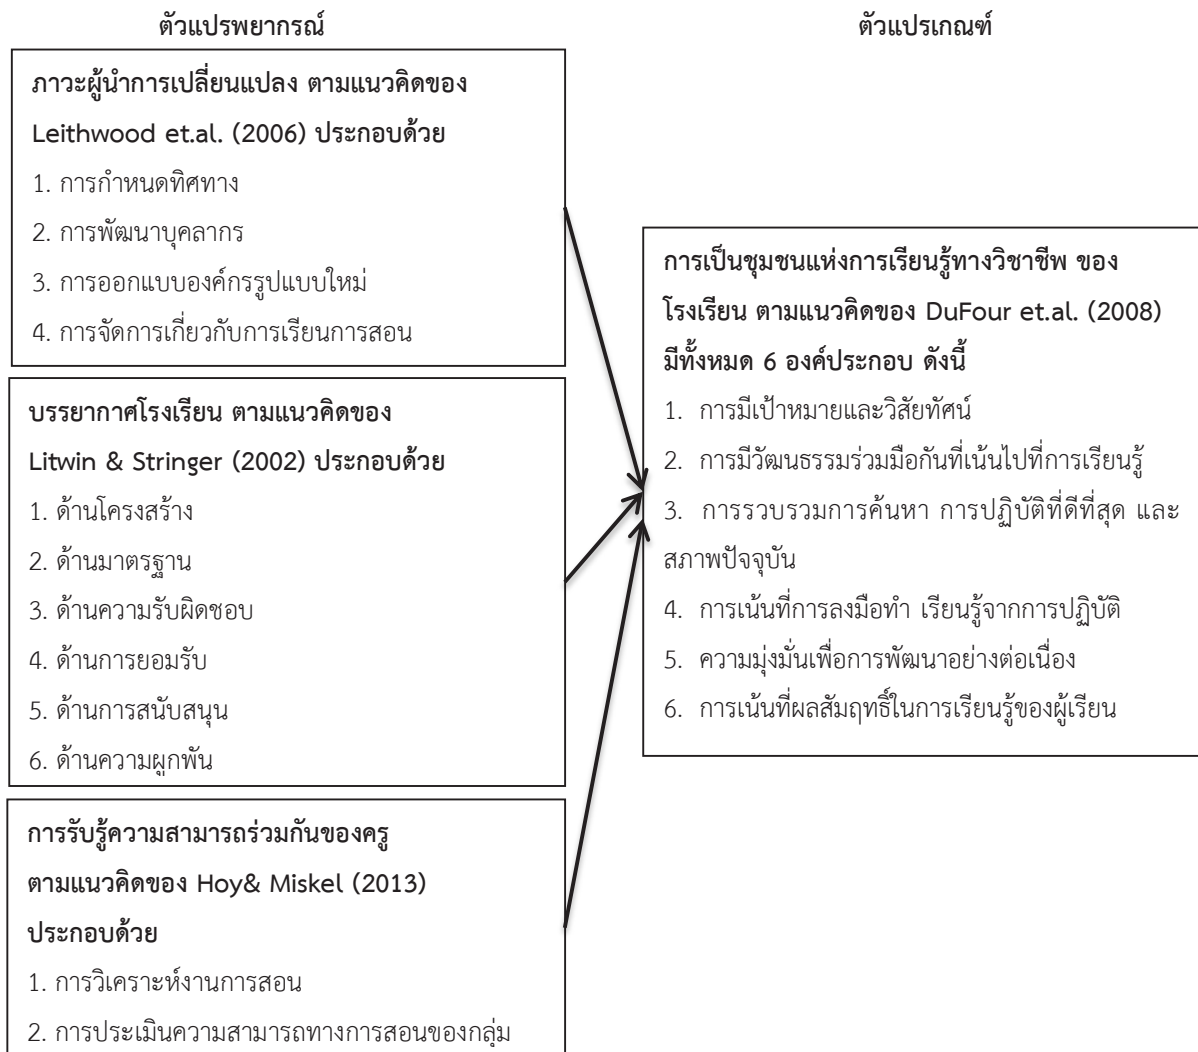 ตัวแปรพยากรณ์
ตัวแปรเกณฑ์
ภาวะผู้นำการเปลี่ยนแปลง ตามแนวคิดของ
Leithwood et.al. (2006) ประกอบด้วย
1. การกำหนดทิศทาง
2. การพัฒนาบุคลากร
3. การออกแบบองค์กรรูปแบบใหม่
4. การจัดการเกี่ยวกับการเรียนการสอน
บรรยากาศโรงเรียน ตามแนวคิดของ
Litwin & Stringer (2002) ประกอบด้วย
1. ด้านโครงสร้าง
2. ด้านมาตรฐาน
3. ด้านความรับผิดชอบ
4. ด้านการยอมรับ
5. ด้านการสนับสนุน
6. ด้านความผูกพัน
การรับรู้ความสามารถร่วมกันของครู
ตามแนวคิดของ Hoy& Miskel (2013)
ประกอบด้วย
1. การวิเคราะห์งานการสอน
2. การประเมินความสามารถทางการสอนของกลุ่ม
การเป็นชุมชนแห่งการเรียนรู้ทางวิชาชีพ ของ
โรงเรียน ตามแนวคิดของ DuFour et.al. (2008)
มีทั้งหมด 6 องค์ประกอบ ดังนี้
1. การมีเป้าหมายและวิสัยทัศน์
2. การมีวัฒนธรรมร่วมมือกันที่เน้นไปที่การเรียนรู้
3. การรวบรวมการค้นหา การปฏิบัติที่ดีที่สุด และ
สภาพปัจจุบัน
4. การเน้นที่การลงมือทำ เรียนรู้จากการปฏิบัติ
5. ความมุ่งมั่นเพื่อการพัฒนาอย่างต่อเนื่อง
6. การเน้นที่ผลสัมฤทธิ์ในการเรียนรู้ของผู้เรียน